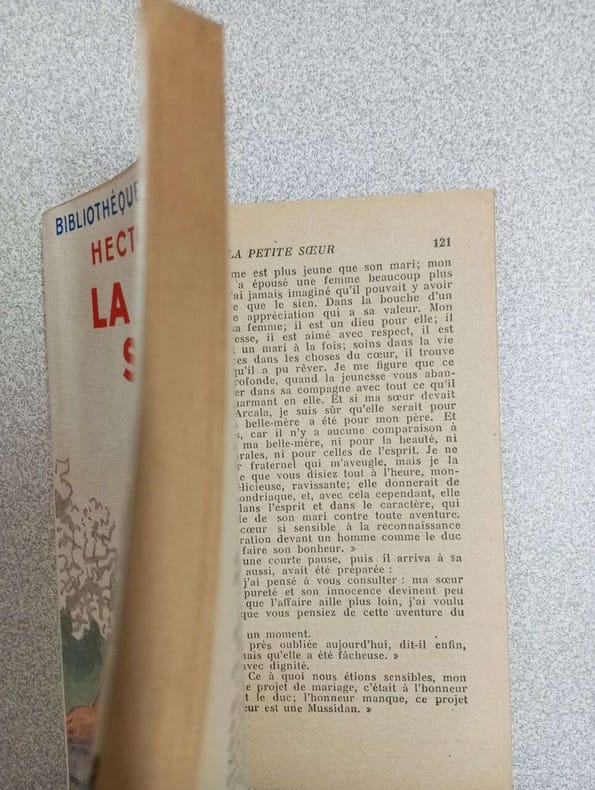 BIBLIOTHÈQUE
HECT
LA
S
LA PETITE SŒUR
121
me est plus jeune que son mari; mon
a épousé une femme beaucoup plus
ai jamais imaginé qu'il pouvait y avoir
e que le sien. Dans la bouche d'un
e appréciation qui a sa valeur. Mon
sa femme; il est un dieu pour elle; il
esse, il est aimé avec respect, il est
un mari à la fois; soins dans la vie
es dans les choses du cœur, il trouve
qu'il a pu rêver. Je me figure que ce
rofonde, quand la jeunesse vous aban-
er dans sa compagne avec tout ce qu'il
harmant en elle. Et si ma sœur devait
Arcala, je suis sûr qu'elle serait pour
belle-mère a été pour mon père. Et
s, car il n'y a aucune comparaison à
ma belle-mère, ni pour la beauté, ni
rales, ni pour celles de l'esprit. Je ne
r fraternel qui m'aveugle, mais je la
e que vous disiez tout à l'heure, mon-
élicieuse, ravissante; elle donnerait de
ondriaque, et, avec cela cependant, elle
dans l'esprit et dans le caractère, qui
le de son mari contre toute aventure.
cœur si sensible à la reconnaissance
ration devant un homme comme le duc
faire son bonheur. »
une courte pause, puis il arriva à sa
aussi, avait été préparée :
j'ai pensé à vous consulter : ma sœur
pureté et son innocence devinent peu
que l'affaire aille plus loin, j'ai voulu
que vous pensiez de cette aventure du
un moment.
près oubliée aujourd'hui, dit-il enfin,
mais qu'elle a été fâcheuse. »
avec dignité.
Ce à quoi nous étions sensibles, mon
ce projet de mariage, c'était à l'honneur
it le duc; l'honneur manque, ce projet
œur est une Mussidan. »